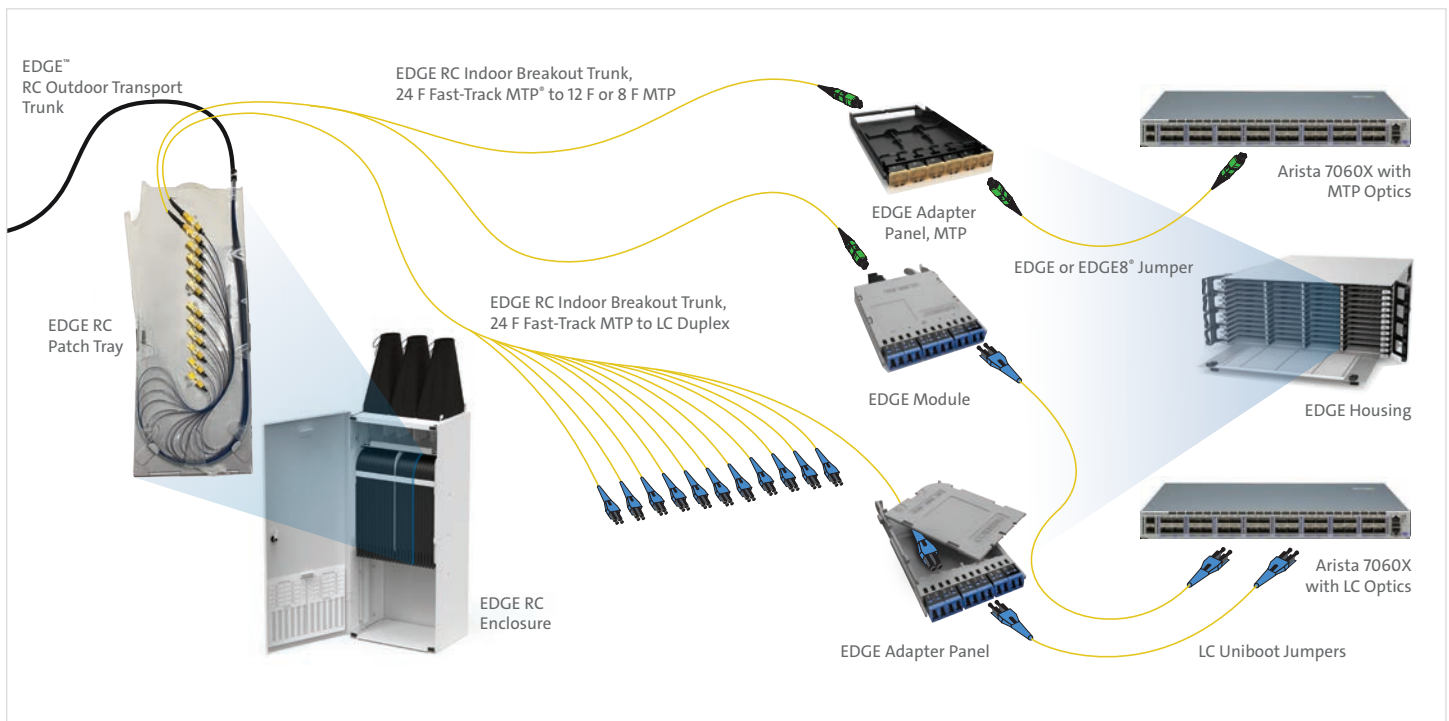 EDGE™
RC Outdoor Transport
Trunk
EDGE RC Indoor Breakout Trunk,
24 F Fast-Track MTP® to 12 F or 8 F MTP
EDGE Adapter
Panel, MTP
Arista 7060X with
MTP Optics
EDGE or EDGE8® Jumper
EDGE RC
Patch Tray
EDGE RC Indoor Breakout Trunk,
24 F Fast-Track MTP to LC Duplex
EDGE Module
EDGE Housing
EDGE RC
Enclosure
EDGE Adapter Panel
Arista 7060X
with LC Optics
LC Uniboot Jumpers